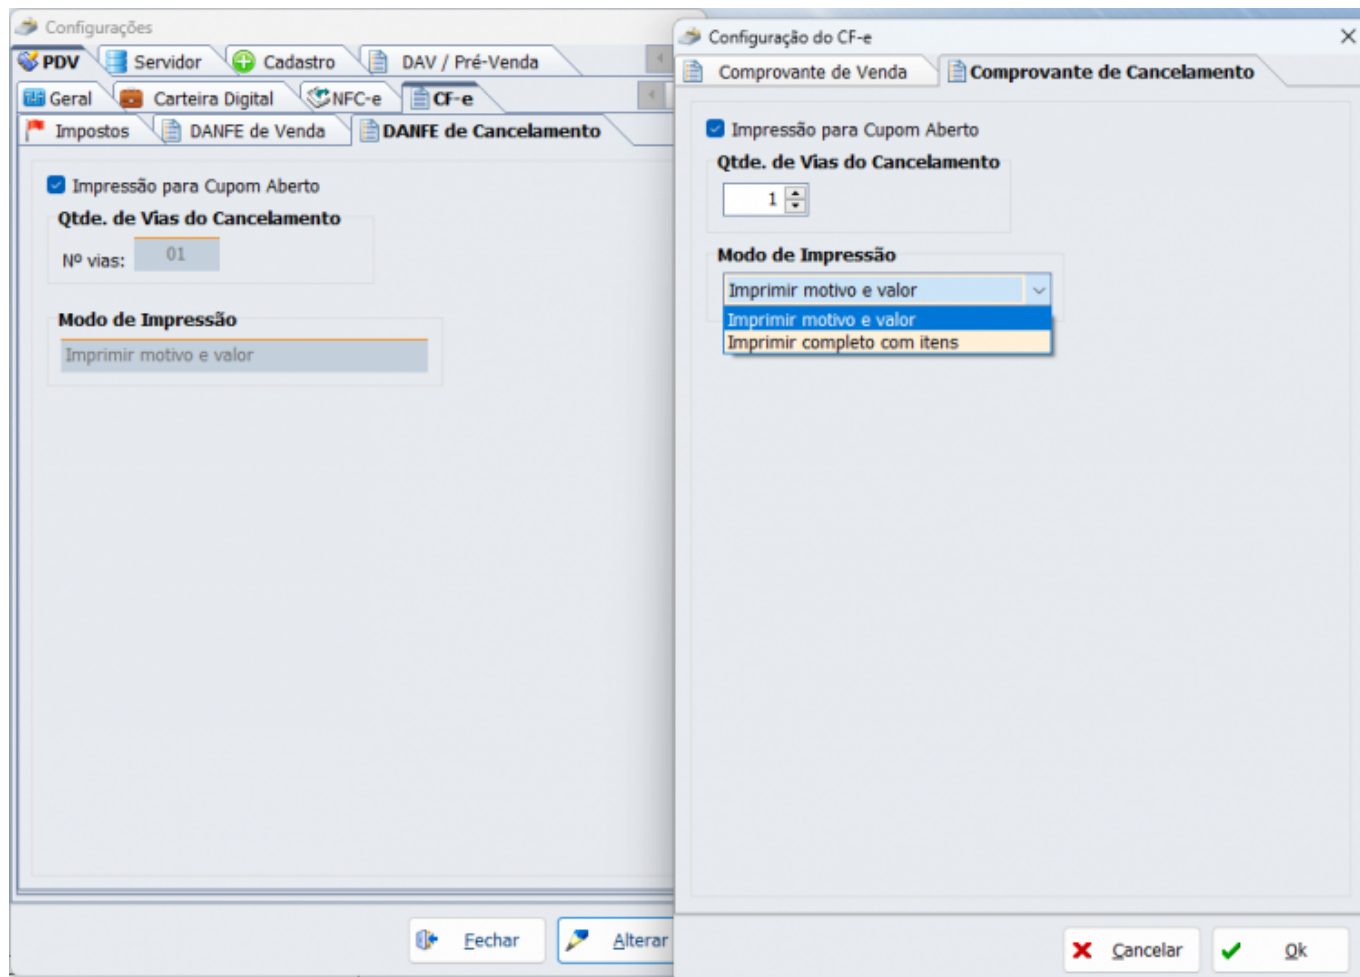 Configurações
PDV Servidor Cadastro DAV / Pré-Venda
Geral Carteira Digital NFC-e CF-e
Impostos DANFE de Venda DANFE de Cancelamento
Impressão para Cupom Aberto
Qtde. de Vias do Cancelamento
Nº vias: 01
Modo de Impressão
Imprimir motivo e valor
Fechar Alterar
Configuração do CF-e
Comprovante de Venda Comprovante de Cancelamento
Impressão para Cupom Aberto
Qtde. de Vias do Cancelamento
1
Modo de Impressão
Imprimir motivo e valor
Imprimir motivo e valor
Imprimir completo com itens
Cancelar Ok